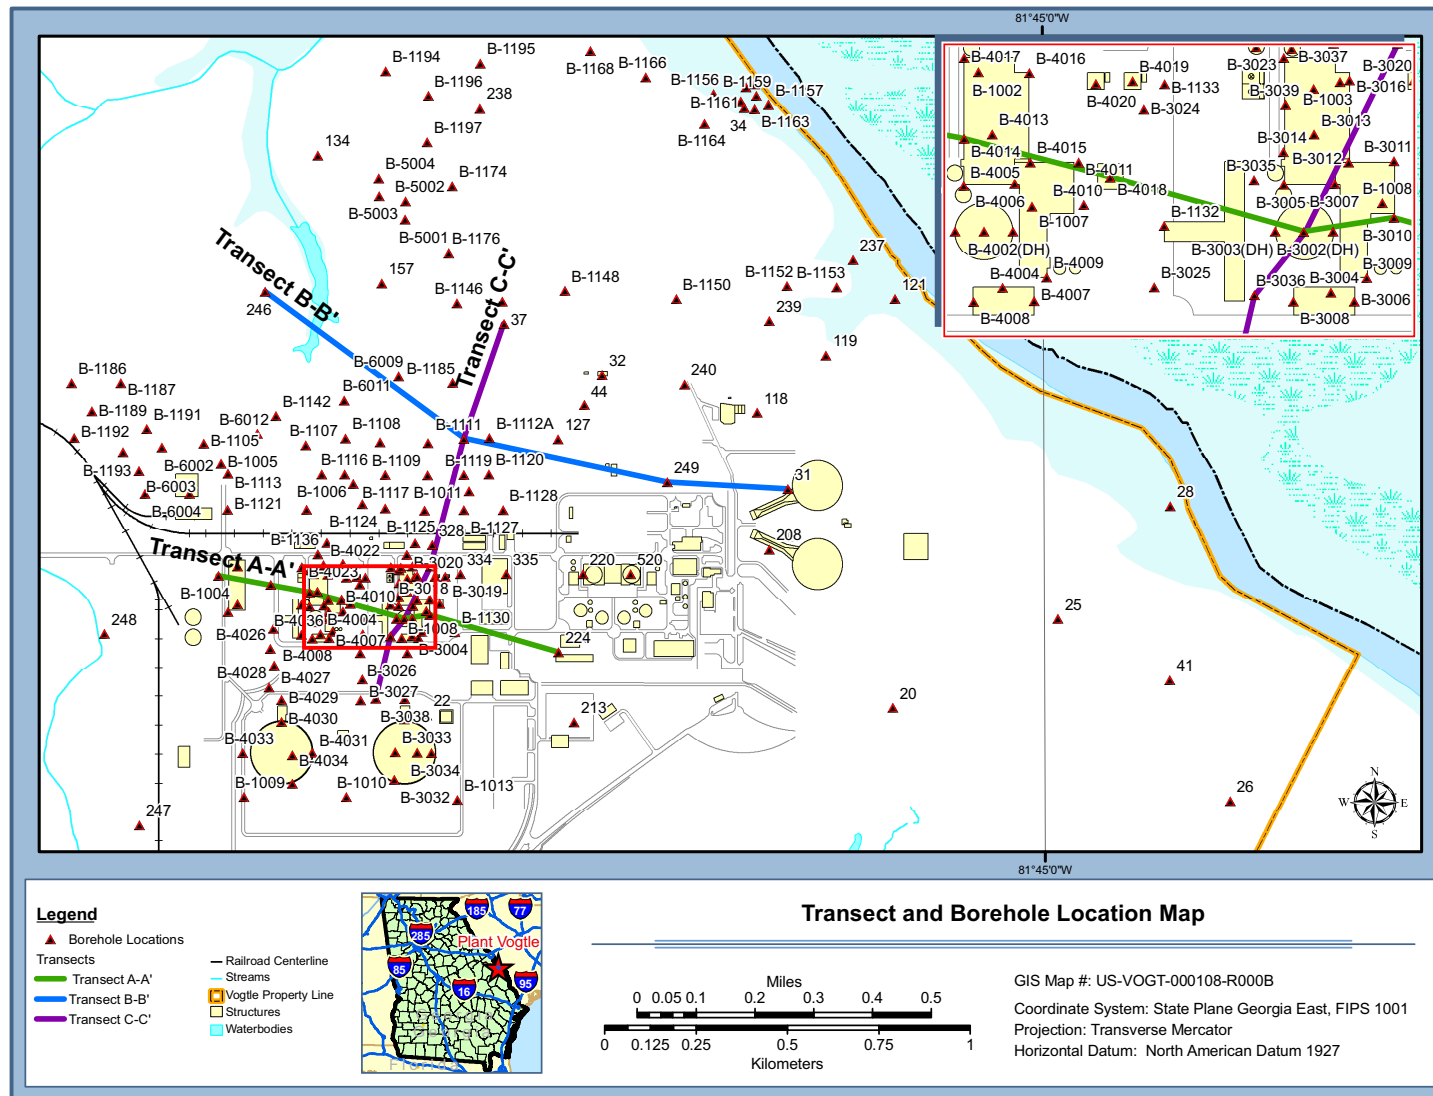 81°45'0"W
B-1194
B-1195
B-1168
B-1166
B-1196
238
B-1156
1159
B-1157
B-1161
34
B-1163
B-1164
B-1197
134
B-5004
B-5002
B-1174
B-5003
B-5001
B-1176
Transect B-B'
Transect C-C'
157
246
B-1146
37
B-1148
B-1150
B-1152
B-1153
237
239
121
119
B-4017
B-4016
B-1002
B-4019
B-1133
B-4020
B-3024
B-3023
B-3037
B-3020
B-3016
B-3039
B-1003
B-3013
B-4013
B-4014
B-4015
B-4011
B-3014
B-3012
B-3011
B-3035
B-4005
B-4010
B-4018
B-1008
B-4006
B-1007
B-1132
B-3005
B-3007
B-3010
B-4002(DH)
B-3003(DH)
B-3002(DH)
B-4004
B-4009
B-3025
B-3036
B-3004
B-3009
B-4007
B-3006
B-4008
B-3008
B-6009
B-1185
32
44
240
118
B-1186
B-1187
B-6011
B-1189
B-1191
B-6012
B-1142
B-1192
B-1105
B-1107
B-1108
B-1111
B-1112A
127
B-1193
B-6002
B-1005
B-1116
B-1109
B-1119
B-1120
249
31
B-6003
B-1113
B-1006
B-1117
B-1011
B-6004
B-1121
B-1128
28
B-1124
B-1125
328
B-1127
B-1136
Transect A-A'
B-4022
208
B-4023
B-3020
334
335
220
520
B-1004
B-4010
B-3019
25
B-4036
B-4004
B-1130
248
B-4026
B-4007
B-1008
224
B-4008
B-3004
B-4028
B-4027
B-3026
41
B-4029
B-3027
22
20
B-4030
B-3038
213
B-4033
B-4031
B-3033
B-4034
B-3034
B-1009
B-1010
B-1013
B-3032
247
26
N
W E
S
81°45'0"W
Legend
Borehole Locations
Transects
Transect A-A'
Transect B-B'
Transect C-C'
Railroad Centerline
Streams
Vogtle Property Line
Structures
Waterbodies
185
77
285
Plant Vogtle
85
16
95
Transect and Borehole Location Map
Miles
0 0.05 0.1 0.2 0.3 0.4 0.5
0 0.125 0.25 0.5 0.75 1
Kilometers
GIS Map #: US-VOGT-000108-R000B
Coordinate System: State Plane Georgia East, FIPS 1001
Projection: Transverse Mercator
Horizontal Datum: North American Datum 1927